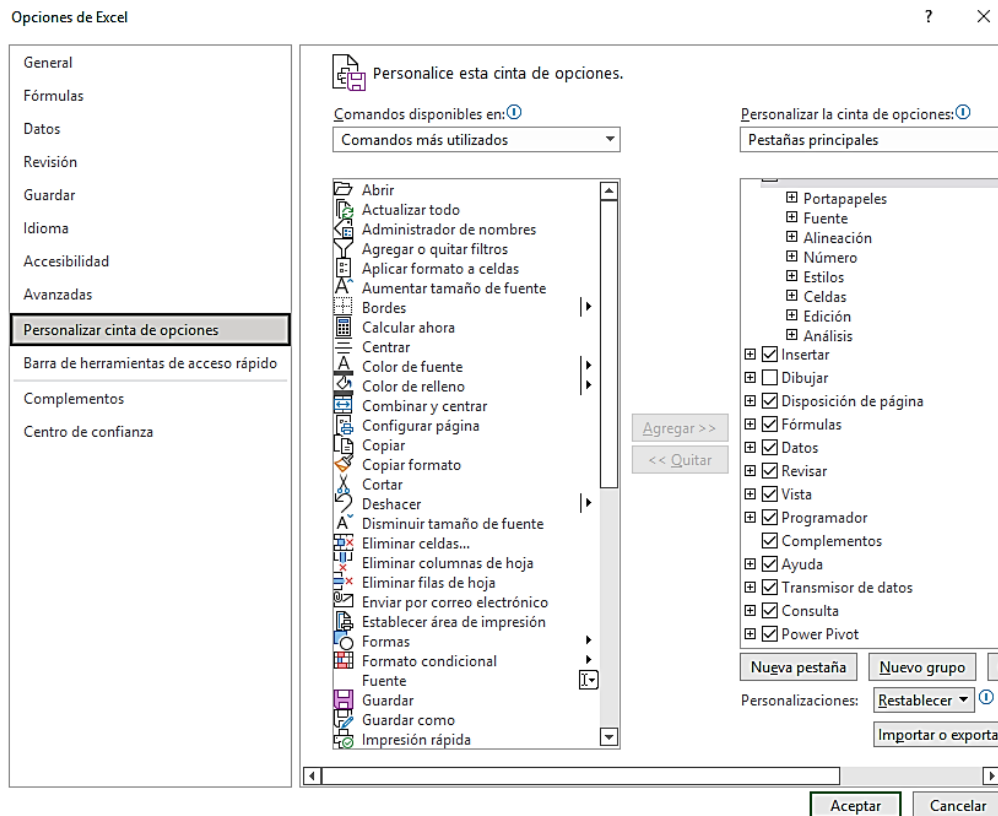 Opciones de Excel
?
General
Fórmulas
Datos
Revisión
Guardar
Idioma
Accesibilidad
Avanzadas
Personalizar cinta de opciones
Barra de herramientas de acceso rápido
Complementos
Centro de confianza
Personalice esta cinta de opciones.
Comandos disponibles en:
Comandos más utilizados
Abrir
Actualizar todo
Administrador de nombres
Agregar o quitar filtros
Aplicar formato a celdas
Aumentar tamaño de fuente
Bordes
Calcular ahora
Centrar
Color de fuente
Color de relleno
Combinar y centrar
Configurar página
Copiar
Copiar formato
Cortar
Deshacer
Disminuir tamaño de fuente
Eliminar celdas...
Eliminar columnas de hoja
Eliminar filas de hoja
Enviar por correo electrónico
Establecer área de impresión
Formas
Formato condicional
Fuente
Guardar
Guardar como
Impresión rápida
Agregar >>
<< Quitar
Personalizar la cinta de opciones:
Pestañas principales
Portapapeles
Fuente
Alineación
Número
Estilos
Celdas
Edición
Análisis
Insertar
Dibujar
Disposición de página
Fórmulas
Datos
Revisar
Vista
Programador
Complementos
Ayuda
Transmisor de datos
Consulta
Power Pivot
Nueva pestaña
Nuevo grupo
Personalizaciones:
Restablecer
Importar o exporta
Aceptar
Cancelar